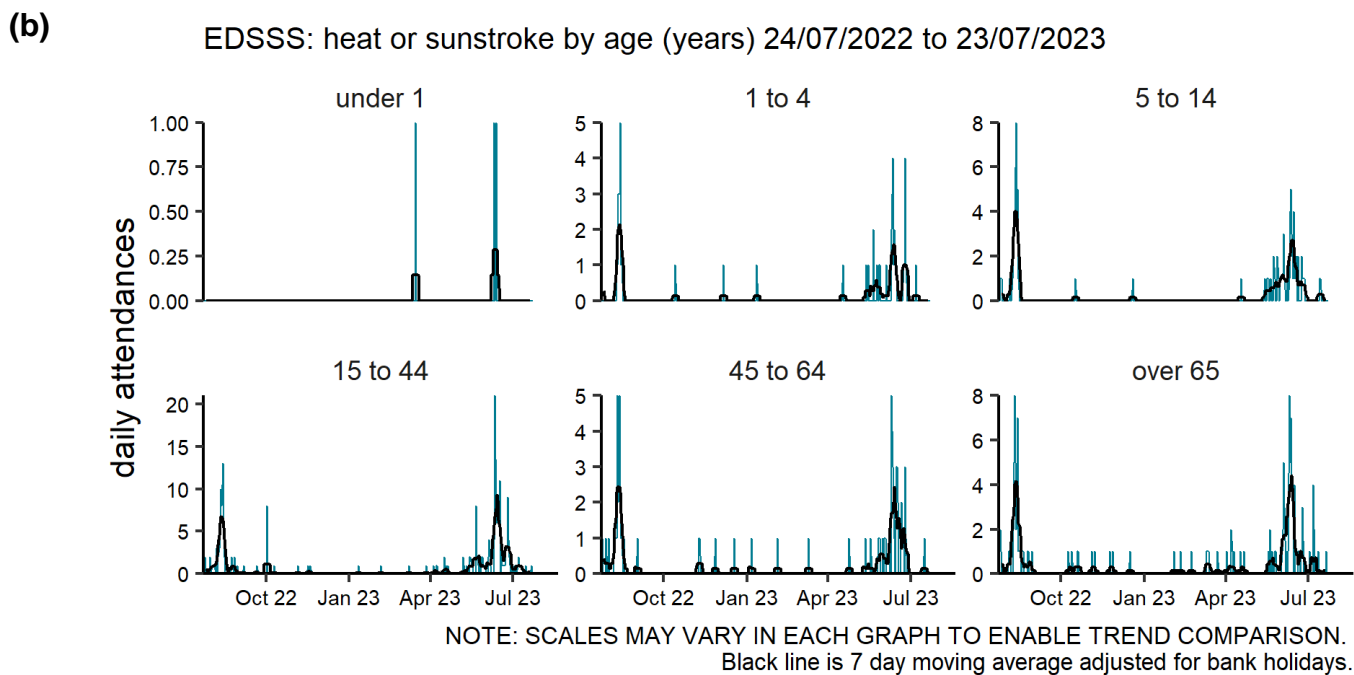 (b)
EDSSS: heat or sunstroke by age (years) 24/07/2022 to 23/07/2023
under 1
1 to 4
5 to 14
1.00
0.75
0.50
0.25
0.00
5
4
3
2
1
0
8
6
4
2
0
daily attendances
15 to 44
45 to 64
over 65
20
15
10
5
0
5
4
3
2
1
0
8
6
4
2
0
Oct 22 Jan 23 Apr 23 Jul 23
Oct 22 Jan 23 Apr 23 Jul 23
Oct 22 Jan 23 Apr 23 Jul 23
NOTE: SCALES MAY VARY IN EACH GRAPH TO ENABLE TREND COMPARISON.
Black line is 7 day moving average adjusted for bank holidays.